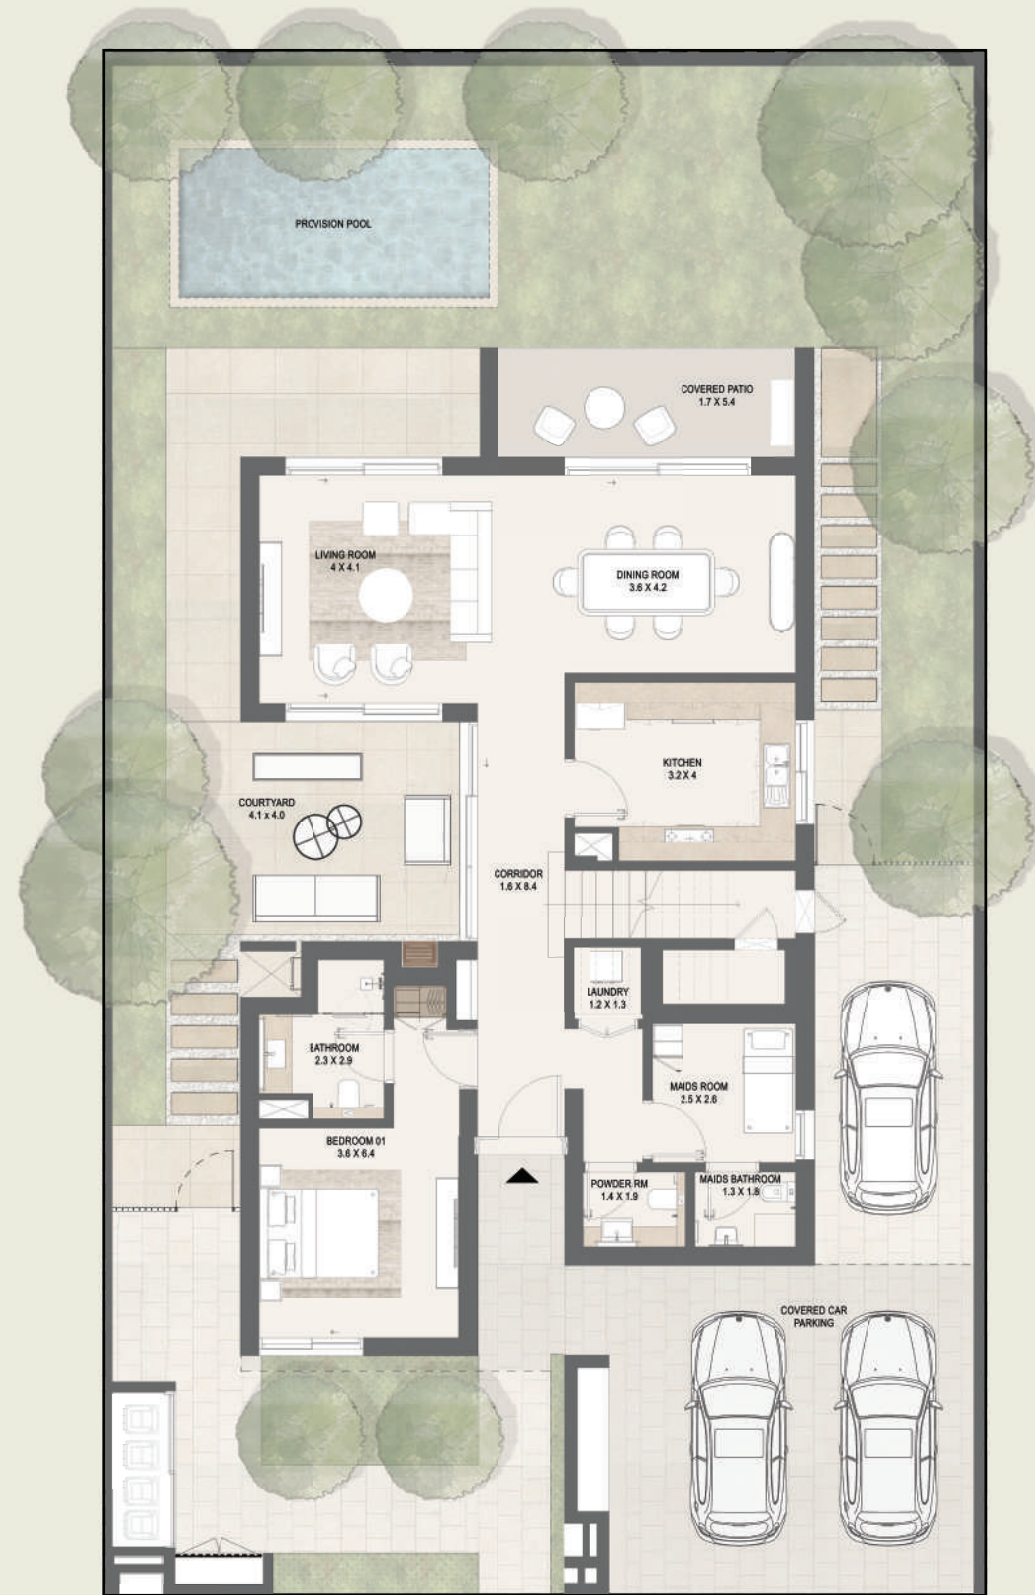 PROVISION POOL
COVERED PATIO
1.7 X 5.4
LIVING ROOM
4 X 4.1
DINING ROOM
3.6 X 4.2
KITCHEN
3.2 X 4
COURTYARD
4.1 x 4.0
CORRIDOR
1.6 X 8.4
LAUNDRY
1.2 X 1.3
BATHROOM
2.3 X 2.9
MAIDS ROOM
2.5 X 2.6
BEDROOM 01
3.6 X 6.4
POWDER RM
1.4 X 1.9
MAIDS BATHROOM
1.3 X 1.8
COVERED CAR
PARKING